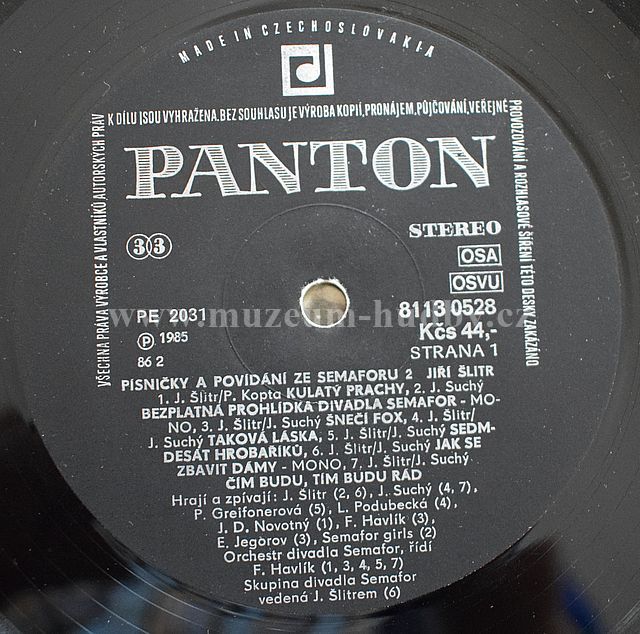 MADE IN CZECHOSLOVAKIA
VŠECHNA PRÁVA VÝROBCE A VLASTNÍKŮ AUTORSKÝCH PRÁV
K DÍLU JSOU VYHRAŽENA. BEZ SOUHLASU JE VÝROBA KOPIÍ, PRONÁJEM, PŮJČOVÁNÍ, VEŘEJNÉ
PROVOZOVÁNÍ A ROZHLASOVÉ ŠÍŘENÍ TÉTO DESKY ZAKÁZÁNO
PANTON
STEREO
33
OSA
OSVU
www.muzeum-hudby.cz
PE 2031
81130528
Ⓟ 1985
Kčs 44,-
86 2
STRANA 1
PISNIČKY A POVÍDÁNÍ ZE SEMAFORU 2 JIŘÍ ŠLITR
1. J. Šlitr/P. Kopta KULATÝ PRACHY, 2. J. Suchý
BEZPLATNÁ PROHLÍDKA DIVADLA SEMAFOR - MO-
NO, 3. J. Šlitr/J. Suchý ŠNEČÍ FOX, 4. J. Šlitr/
J. Suchý TAKOVÁ LÁSKA, 5. J. Šlitr/J. Suchý SEDM-
DESÁT HROBAŘÍKŮ, 6. J. Šlitr/J. Suchý JAK SE
ZBAVIT DÁMY - MONO, 7. J. Šlitr/J. Suchý
ČÍM BUDU, TÍM BUDU RÁD
Hrají a zpívají: J. Šlitr (2, 6), J. Suchý (4, 7),
P. Greifonerová (5), L. Podubecká (4),
J. D. Novotný (1), F. Havlík (3),
E. Jegorov (3), Semafor girls (2)
Orchestr divadla Semafor, řídí
F. Havlík (1, 3, 4, 5, 7)
Skupina divadla Semafor
vedená J. Šlitrem (6)